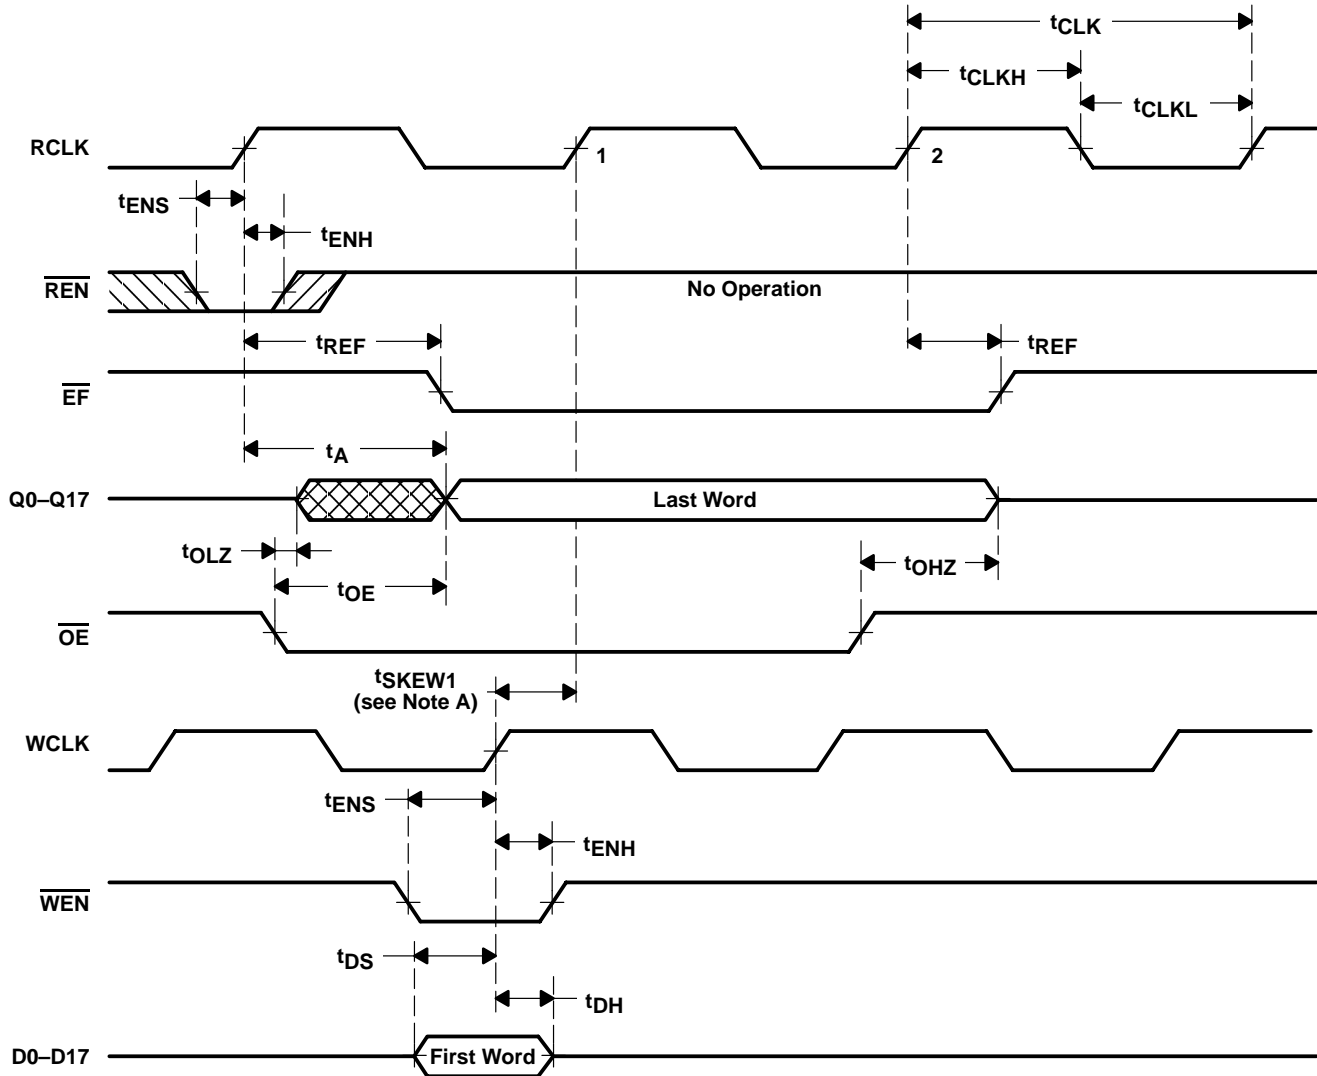 tCLK
tCLKH
tCLKL
RCLK
1
2
tENS
tENH
REN
No Operation
tREF
tREF
EF
tA
Q0–Q17
Last Word
tOLZ
tOHZ
tOE
OE
tSKEW1
(see Note A)
WCLK
tENS
tENH
WEN
tDS
tDH
D0–D17
First Word